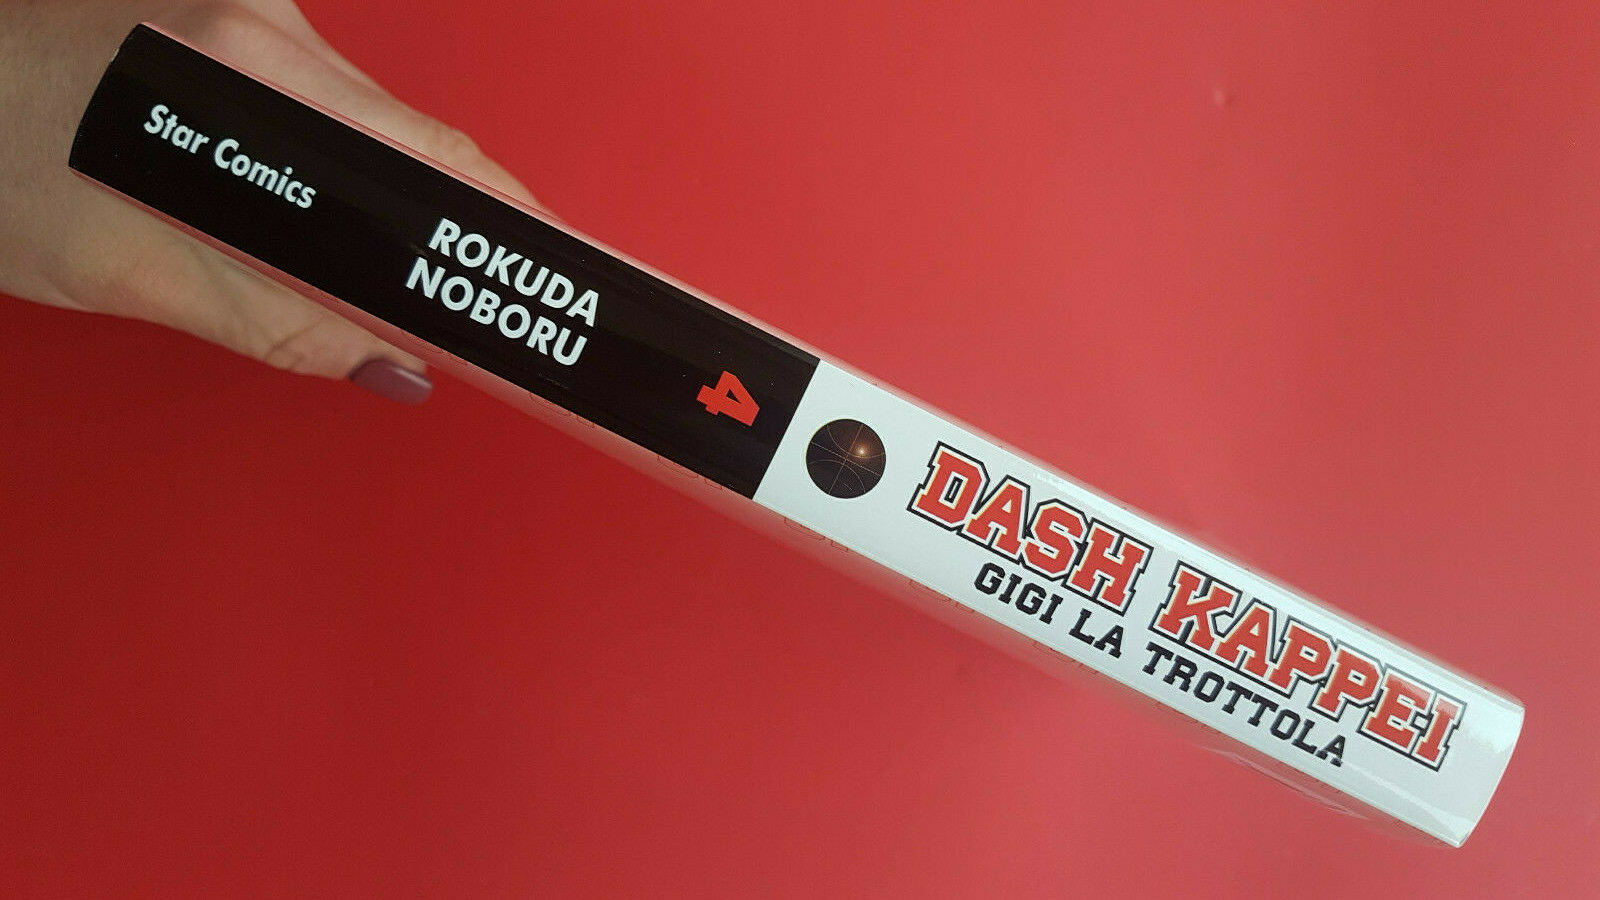 Star Comics
ROKUDA
NOBORU
4
DASH KAPPEI
GIGI LA TROTTOLA